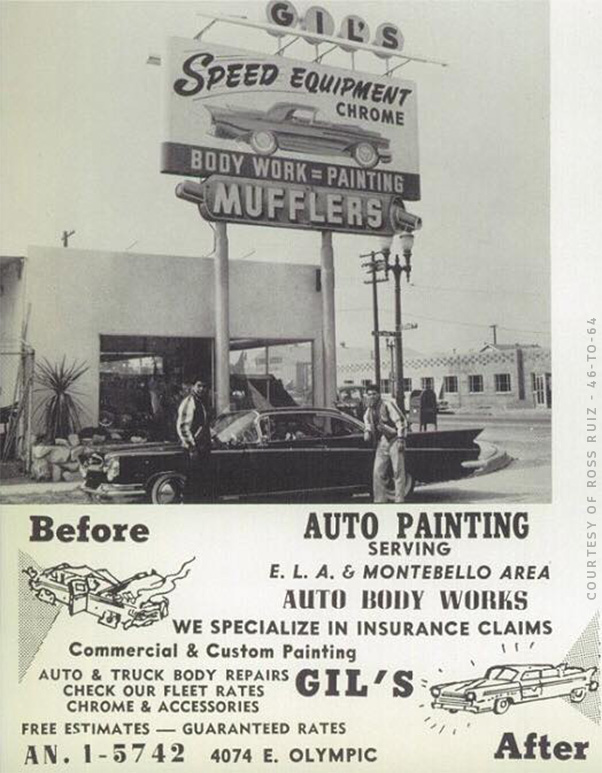 GIL'S
SPEED EQUIPMENT
CHROME
BODY WORK = PAINTING
MUFFLERS
Before
AUTO PAINTING
SERVING
E. L. A. & MONTEBELLO AREA
AUTO BODY WORKS
WE SPECIALIZE IN INSURANCE CLAIMS
Commercial & Custom Painting
AUTO & TRUCK BODY REPAIRS
CHECK OUR FLEET RATES
CHROME & ACCESSORIES
GIL'S
FREE ESTIMATES — GUARANTEED RATES
AN. 1-5742 4074 E. OLYMPIC
After
COURTESY OF ROSS RUIZ - 46-TO-64